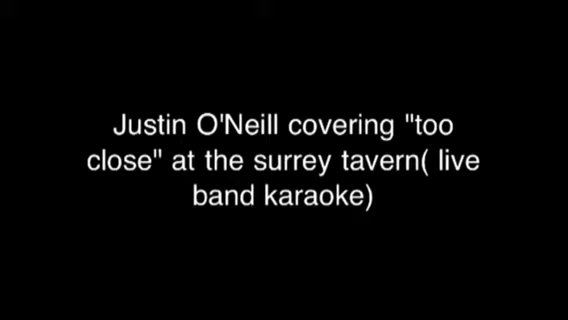 Justin O'Neill covering "too
close" at the surrey tavern( live
band karaoke)